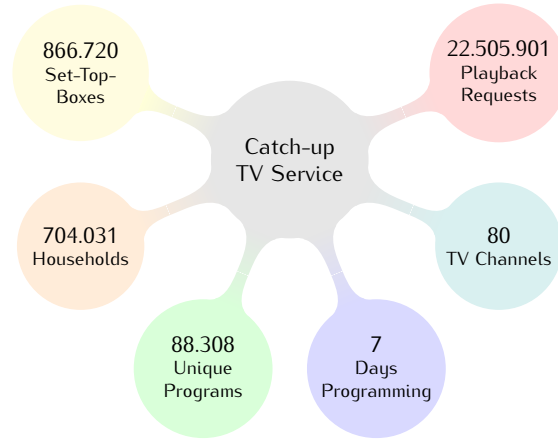 866.720
Set-Top-
Boxes
22.505.901
Playback
Requests
Catch-up
TV Service
704.031
Households
80
TV Channels
88.308
Unique
Programs
7
Days
Programming